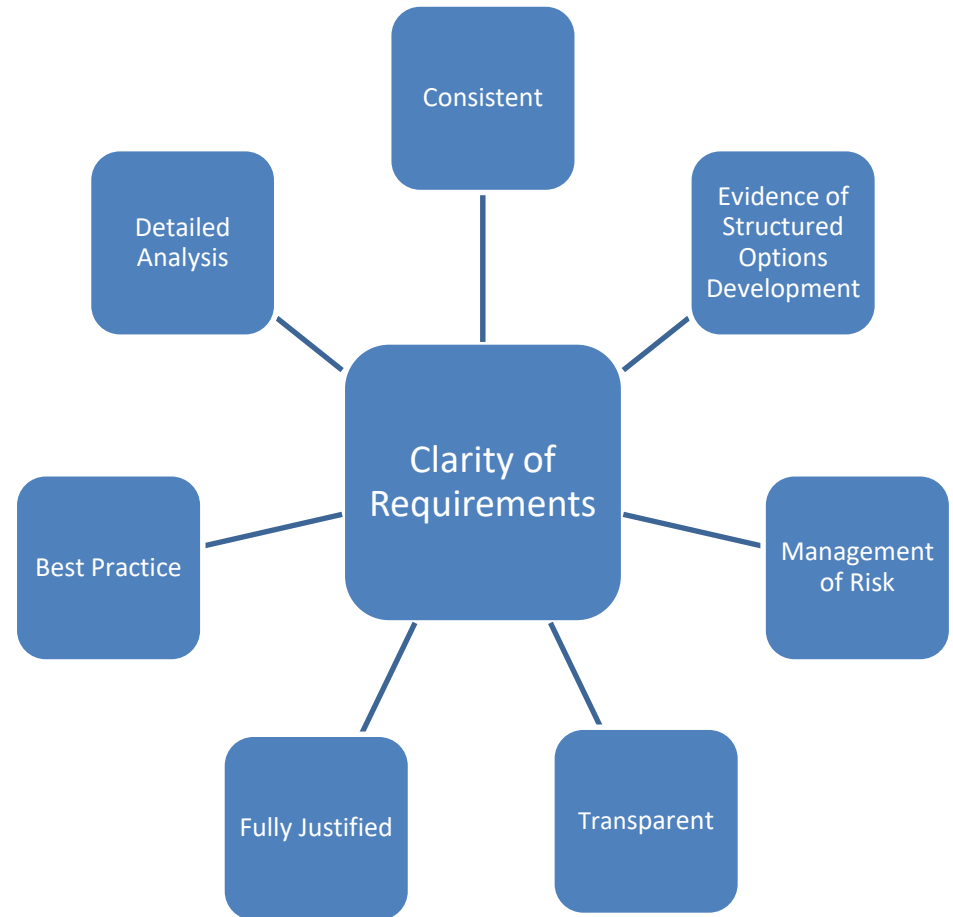 Consistent
Evidence of
Structured
Options
Development
Detailed
Analysis
Clarity of
Requirements
Management
of Risk
Best Practice
Transparent
Fully Justified